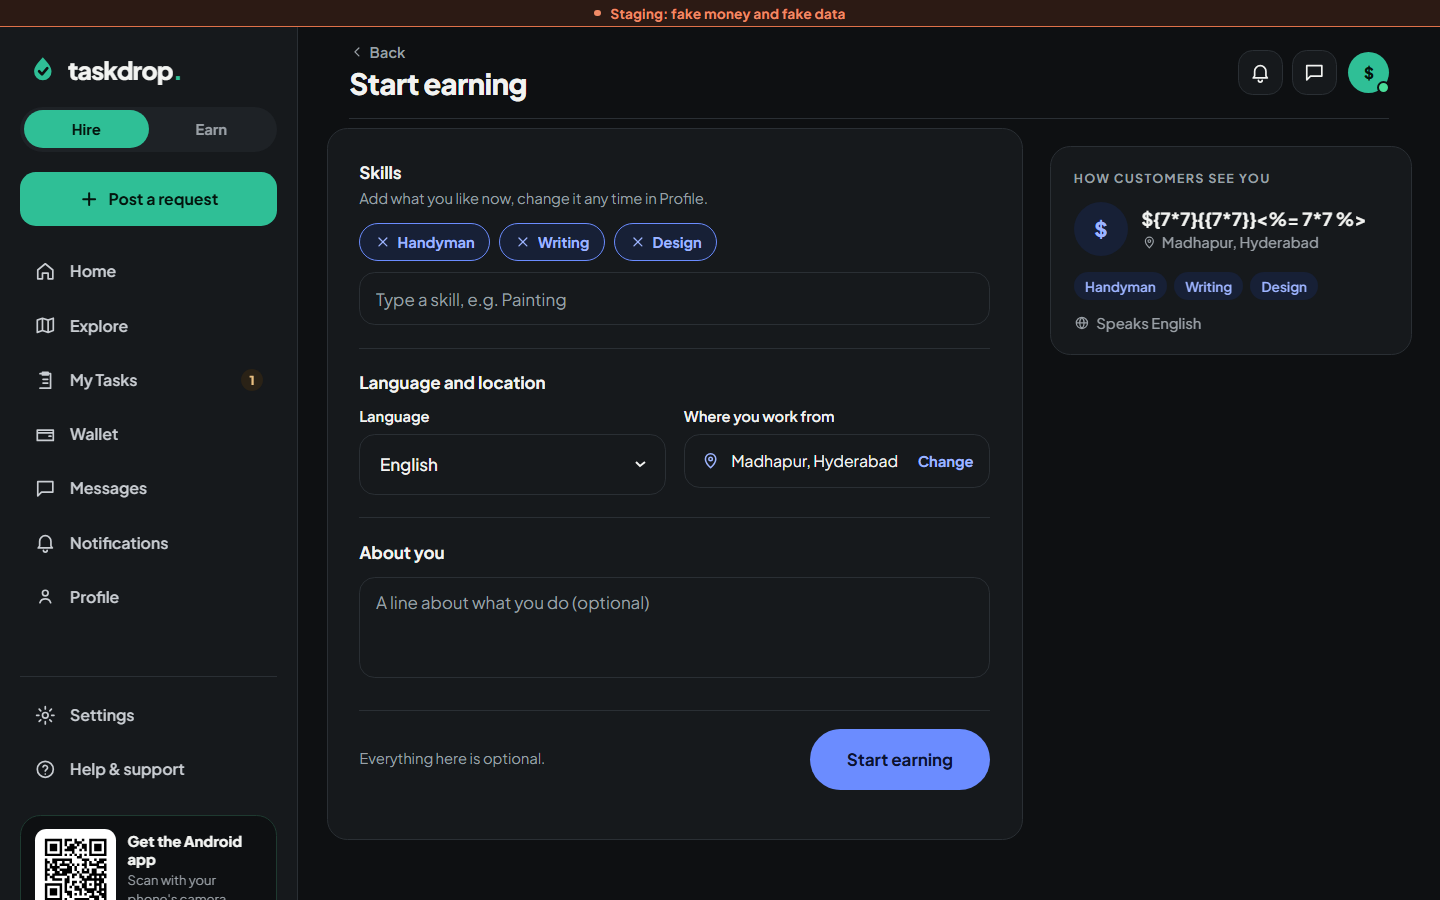 Staging: fake money and fake data
taskdrop.
Hire
Earn
Post a request
Home
Explore
My Tasks
1
Wallet
Messages
Notifications
Profile
Settings
Help & support
Get the Android
app
Scan with your
phone's camera
Back
Start earning
$
Skills
Add what you like now, change it any time in Profile.
Handyman
Writing
Design
Type a skill, e.g. Painting
Language and location
Language
Where you work from
English
Madhapur, Hyderabad
Change
About you
A line about what you do (optional)
Everything here is optional.
Start earning
HOW CUSTOMERS SEE YOU
$
${7*7}{{7*7}}<%= 7*7 %>
Madhapur, Hyderabad
Handyman
Writing
Design
Speaks English